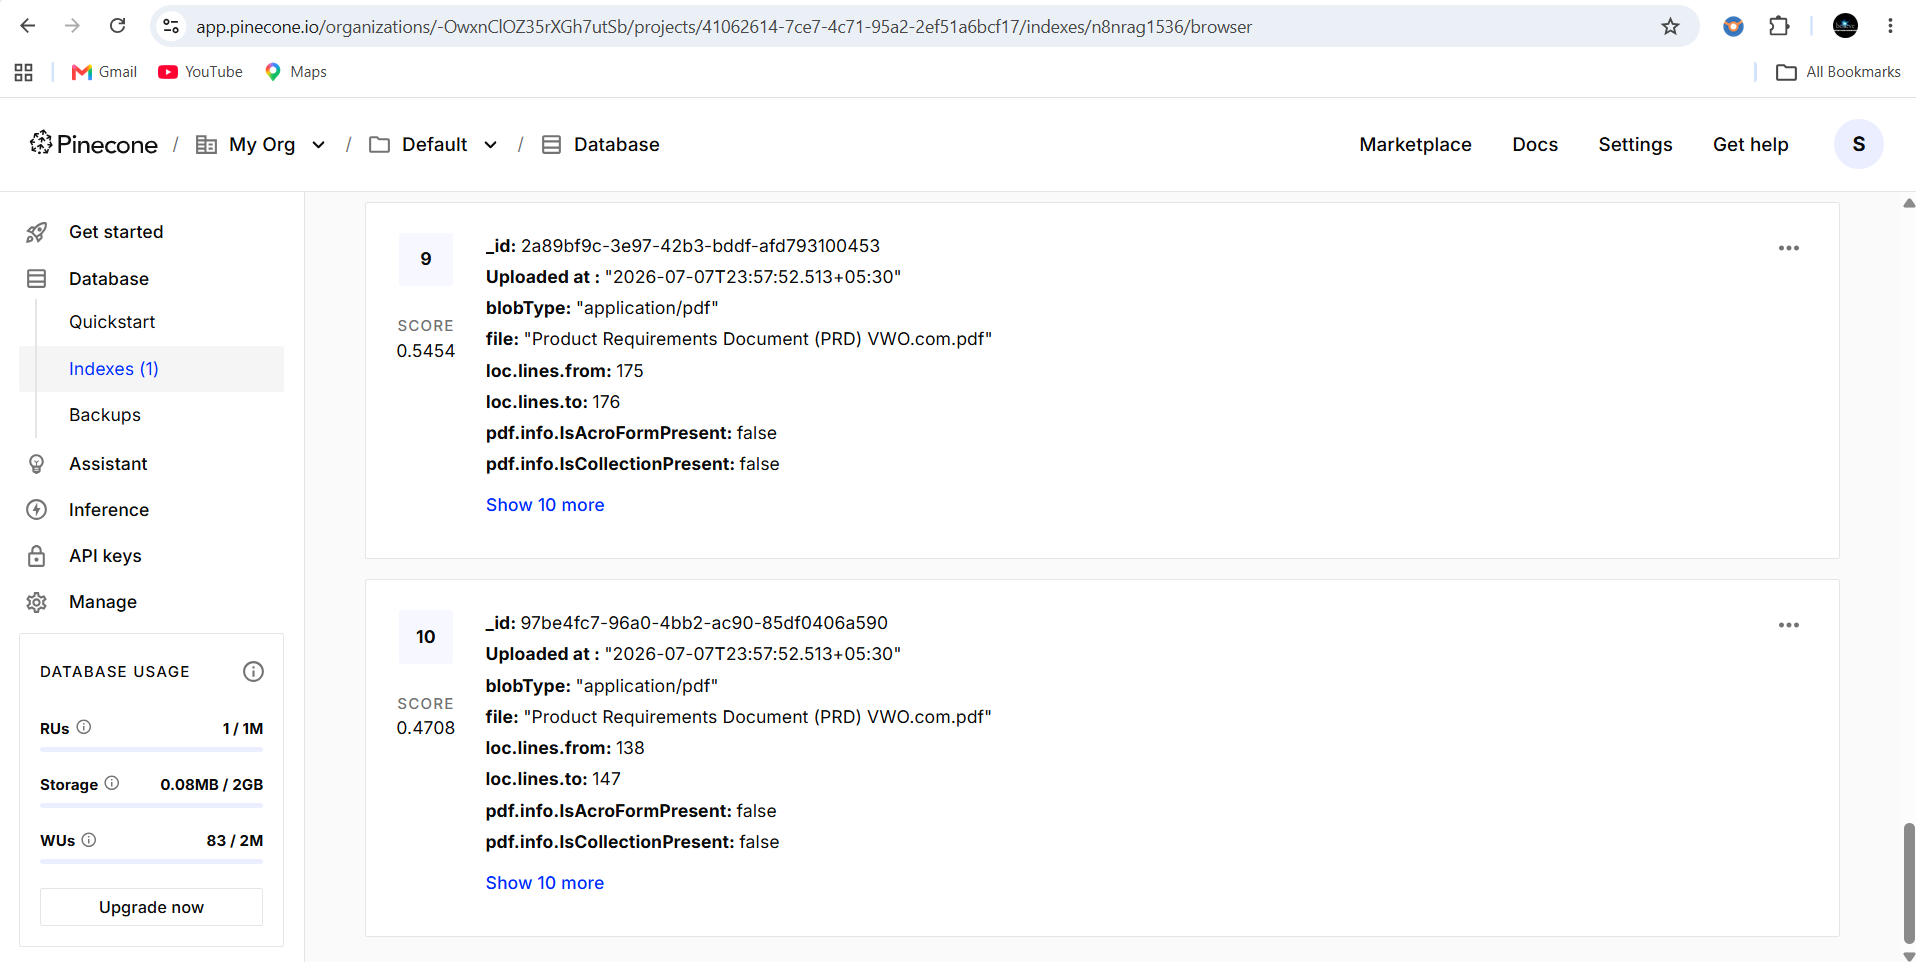 app.pinecone.io/organizations/-OwxnClOZ35rXGh7utSb/projects/41062614-7ce7-4c71-95a2-2ef51a6bcf17/indexes/n8nrag1536/browser
Gmail YouTube Maps All Bookmarks
Pinecone / My Org / Default / Database Marketplace Docs Settings Get help S
Get started
Database
Quickstart
Indexes (1)
Backups
Assistant
Inference
API keys
Manage
DATABASE USAGE
RUs 1 / 1M
Storage 0.08MB / 2GB
WUs 83 / 2M
Upgrade now
9
SCORE
0.5454
_id: 2a89bf9c-3e97-42b3-bddf-afd793100453
Uploaded at : "2026-07-07T23:57:52.513+05:30"
blobType: "application/pdf"
file: "Product Requirements Document (PRD) VWO.com.pdf"
loc.lines.from: 175
loc.lines.to: 176
pdf.info.IsAcroFormPresent: false
pdf.info.IsCollectionPresent: false
Show 10 more
10
SCORE
0.4708
_id: 97be4fc7-96a0-4bb2-ac90-85df0406a590
Uploaded at : "2026-07-07T23:57:52.513+05:30"
blobType: "application/pdf"
file: "Product Requirements Document (PRD) VWO.com.pdf"
loc.lines.from: 138
loc.lines.to: 147
pdf.info.IsAcroFormPresent: false
pdf.info.IsCollectionPresent: false
Show 10 more